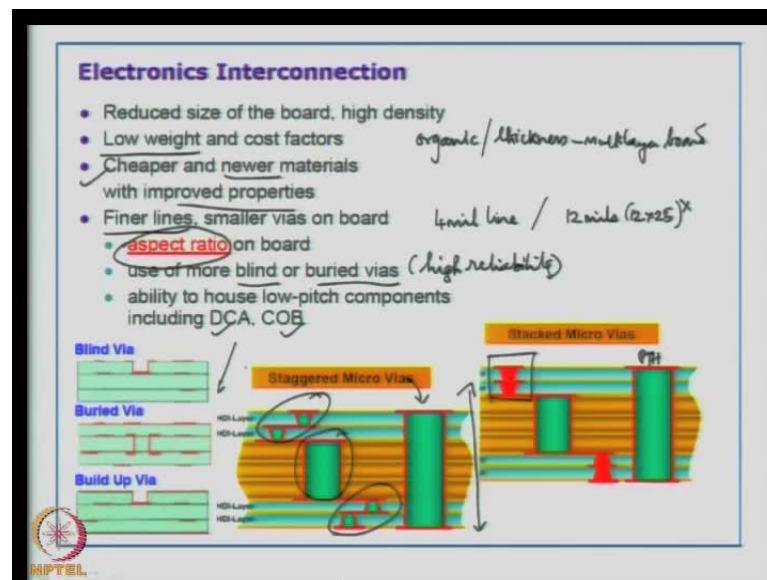 Electronics Interconnection
• Reduced size of the board, high density
• Low weight and cost factors organic / thickness - multilayer board
• Cheaper and newer materials
with improved properties
• Finer lines, smaller vias on board 4 mil line / 12 mils (12×25)
• aspect ratio on board
• use of more blind or buried vias (high reliability)
• ability to house low-pitch components
including DCA, COB
Blind Via
Buried Via
Build Up Via
Staggered Micro Vias
HDI-Layer
HDI-Layer
HDI-Layer
HDI-Layer
Stacked Micro Vias
PTH
NPTEL